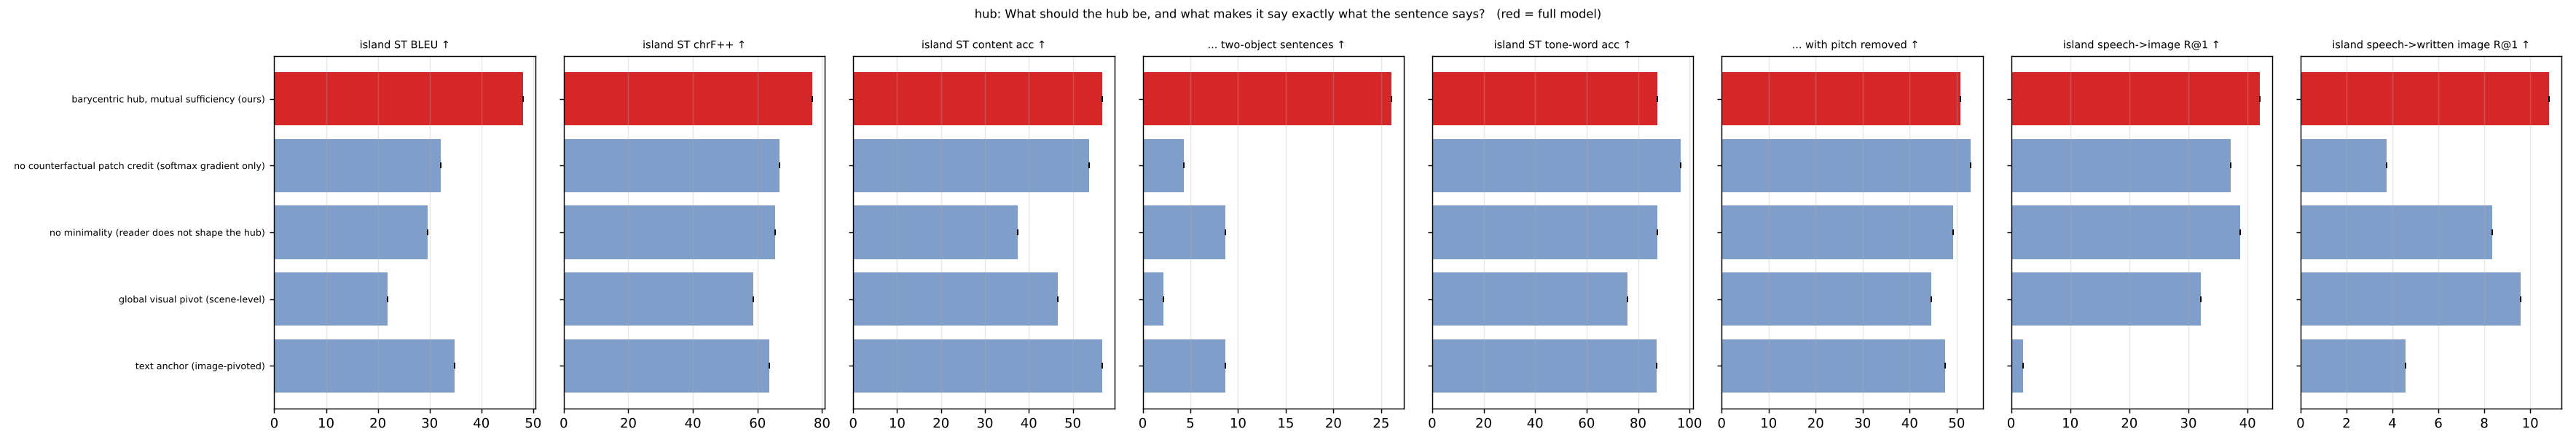 hub: What should the hub be, and what makes it say exactly what the sentence says?   (red = full model)
island ST BLEU ↑
island ST chrF++ ↑
island ST content acc ↑
... two-object sentences ↑
island ST tone-word acc ↑
... with pitch removed ↑
island speech->image R@1 ↑
island speech->written image R@1 ↑
barycentric hub, mutual sufficiency (ours)
no counterfactual patch credit (softmax gradient only)
no minimality (reader does not shape the hub)
global visual pivot (scene-level)
text anchor (image-pivoted)
0 10 20 30 40 50
0 20 40 60 80
0 10 20 30 40 50
0 5 10 15 20 25
0 20 40 60 80 100
0 10 20 30 40 50
0 10 20 30 40
0 2 4 6 8 10